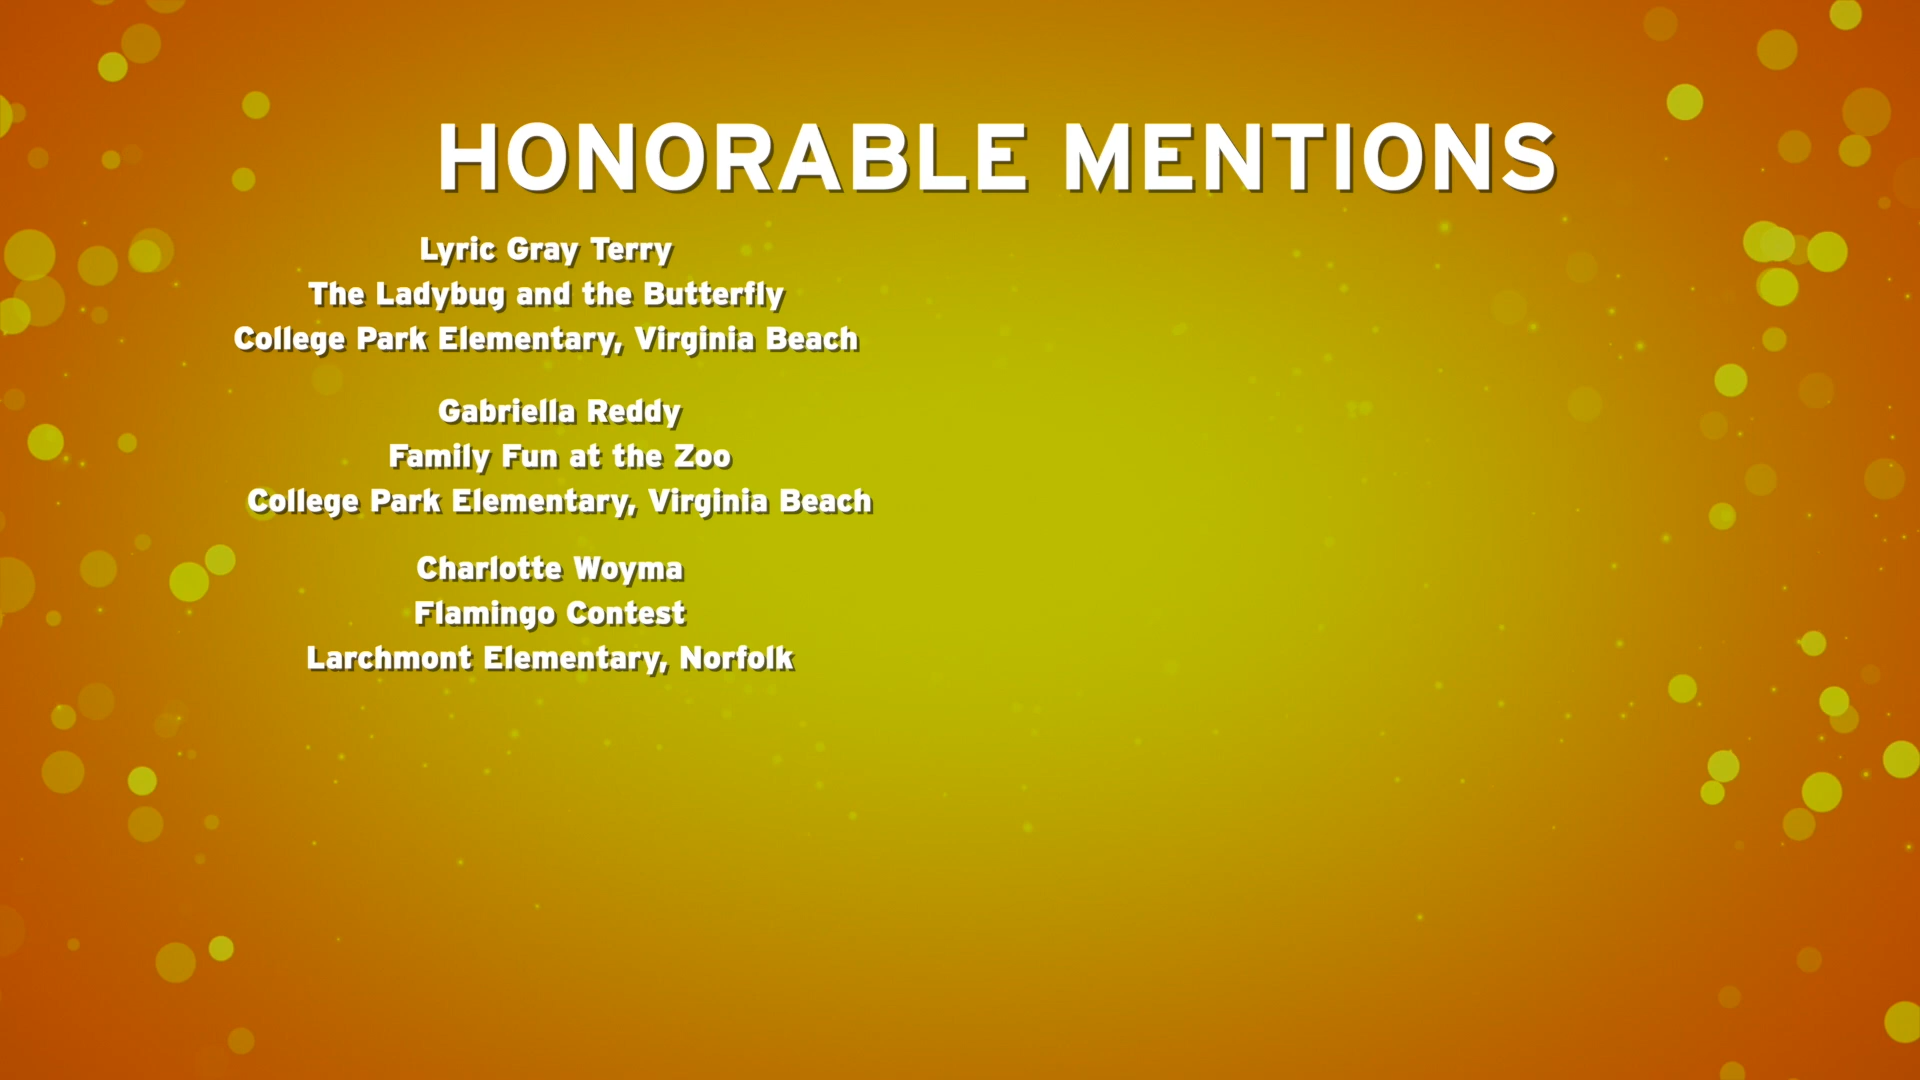 HONORABLE MENTIONS
Lyric Gray Terry
The Ladybug and the Butterfly
College Park Elementary, Virginia Beach
Gabriella Reddy
Family Fun at the Zoo
College Park Elementary, Virginia Beach
Charlotte Woyma
Flamingo Contest
Larchmont Elementary, Norfolk